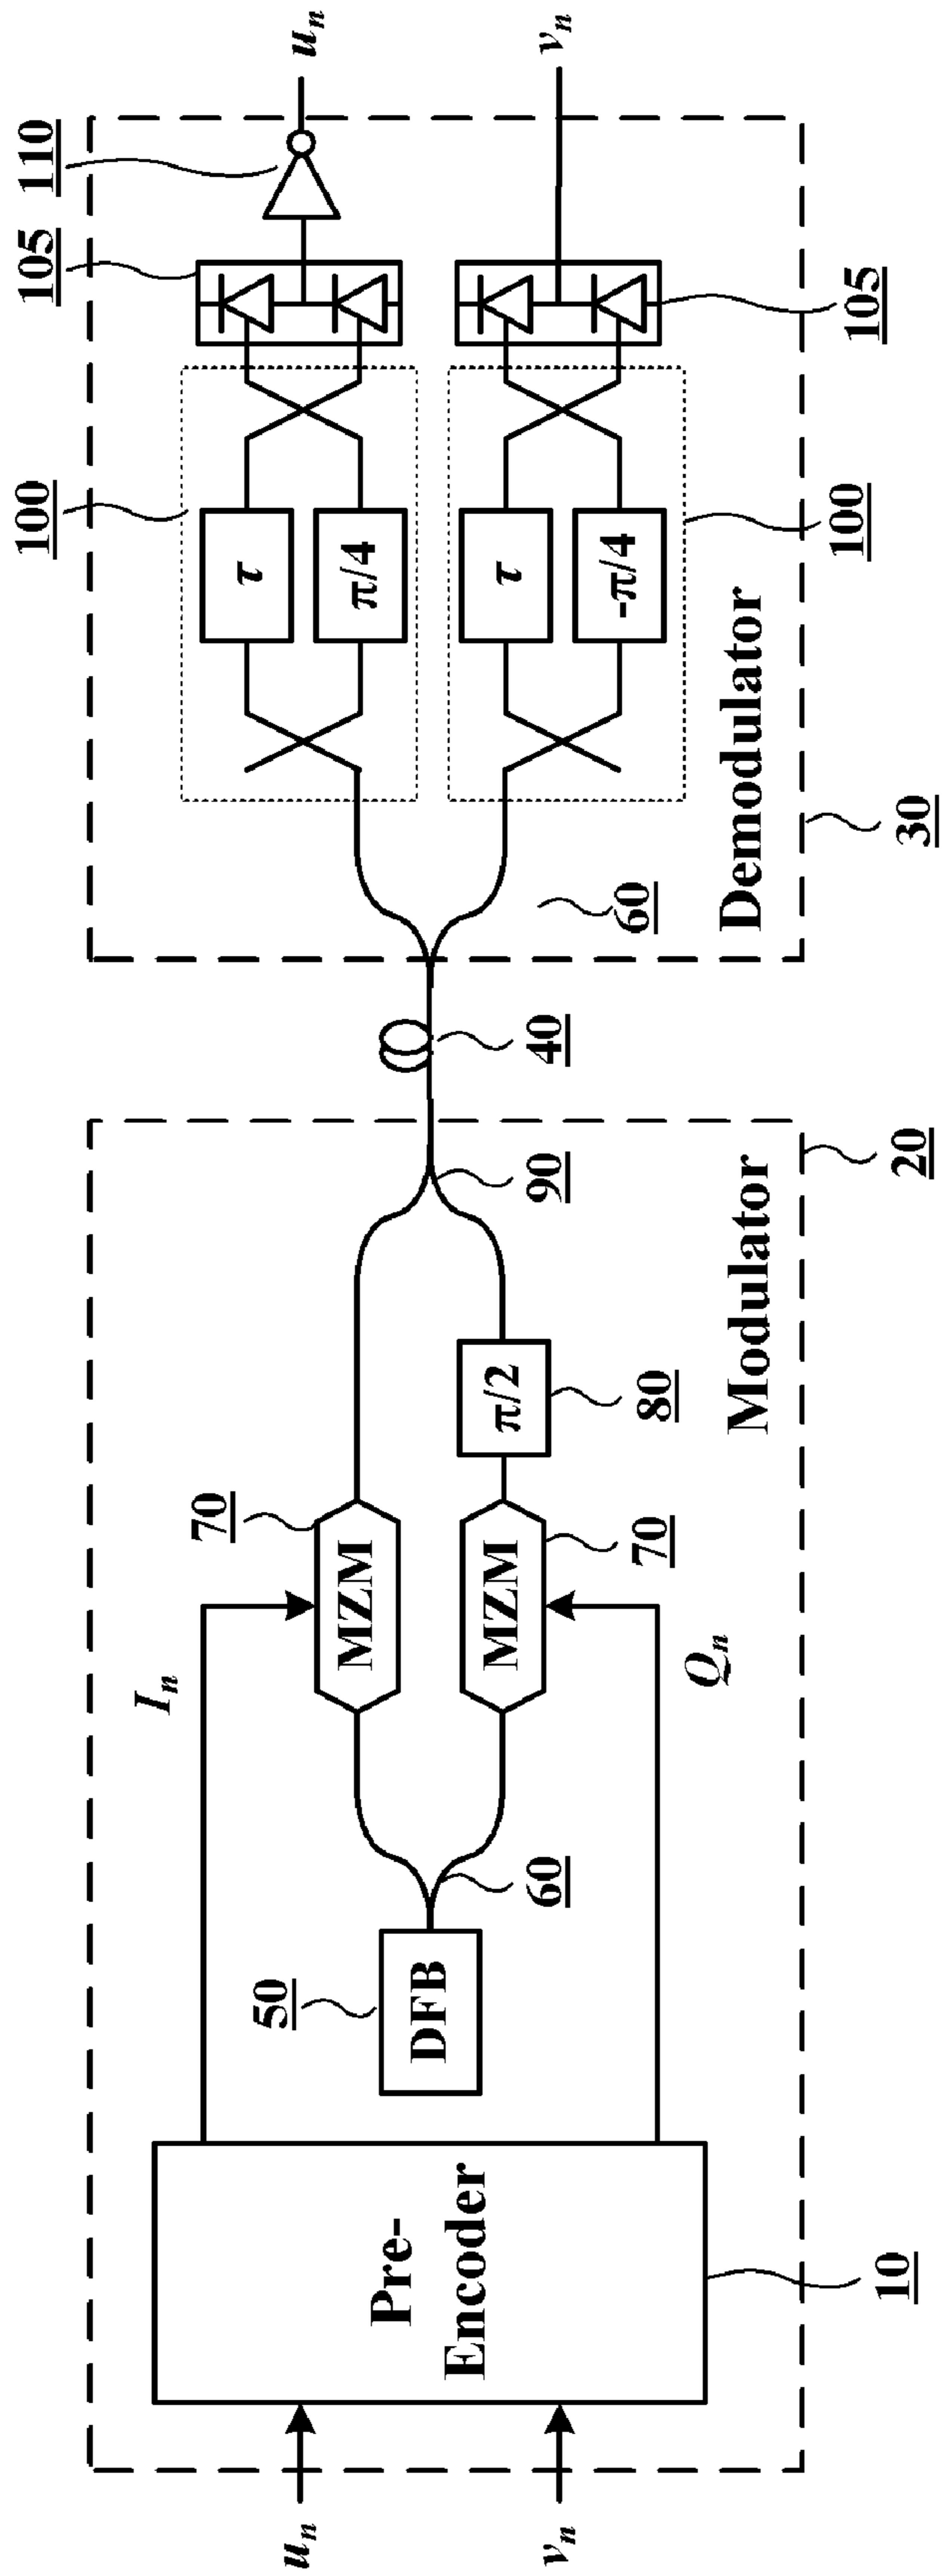 u_n
v_n
Pre-
Encoder
10
I_n
Q_n
50
DFB
60
70
MZM
MZM
70
π/2
80
90
Modulator
20
40
60
Demodulator
30
100
τ
π/4
τ
-π/4
100
105
105
110
u_n
v_n